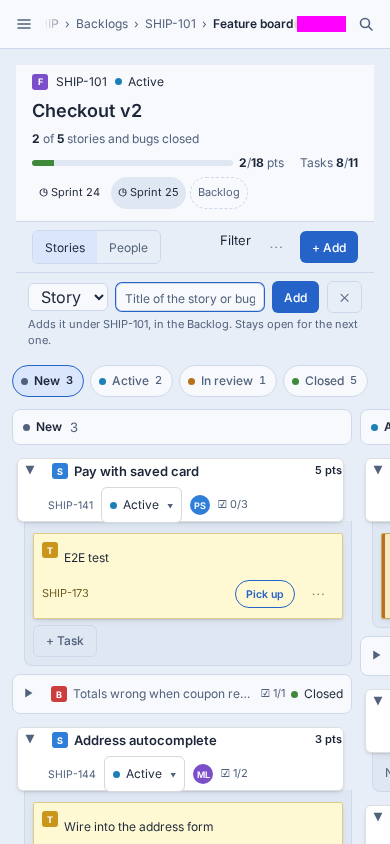 IP › Backlogs › SHIP-101 › Feature board
F SHIP-101 Active
Checkout v2
2 of 5 stories and bugs closed
2/18 pts Tasks 8/11
Sprint 24 Sprint 25 Backlog
Stories People Filter ... + Add
Story Title of the story or bug Add ×
Adds it under SHIP-101, in the Backlog. Stays open for the next
one.
New 3 Active 2 In review 1 Closed 5
New 3
S Pay with saved card 5 pts
SHIP-141 Active PS 0/3
T E2E test
SHIP-173 Pick up ...
+ Task
B Totals wrong when coupon re... 1/1 Closed
S Address autocomplete 3 pts
SHIP-144 Active ML 1/2
T Wire into the address form